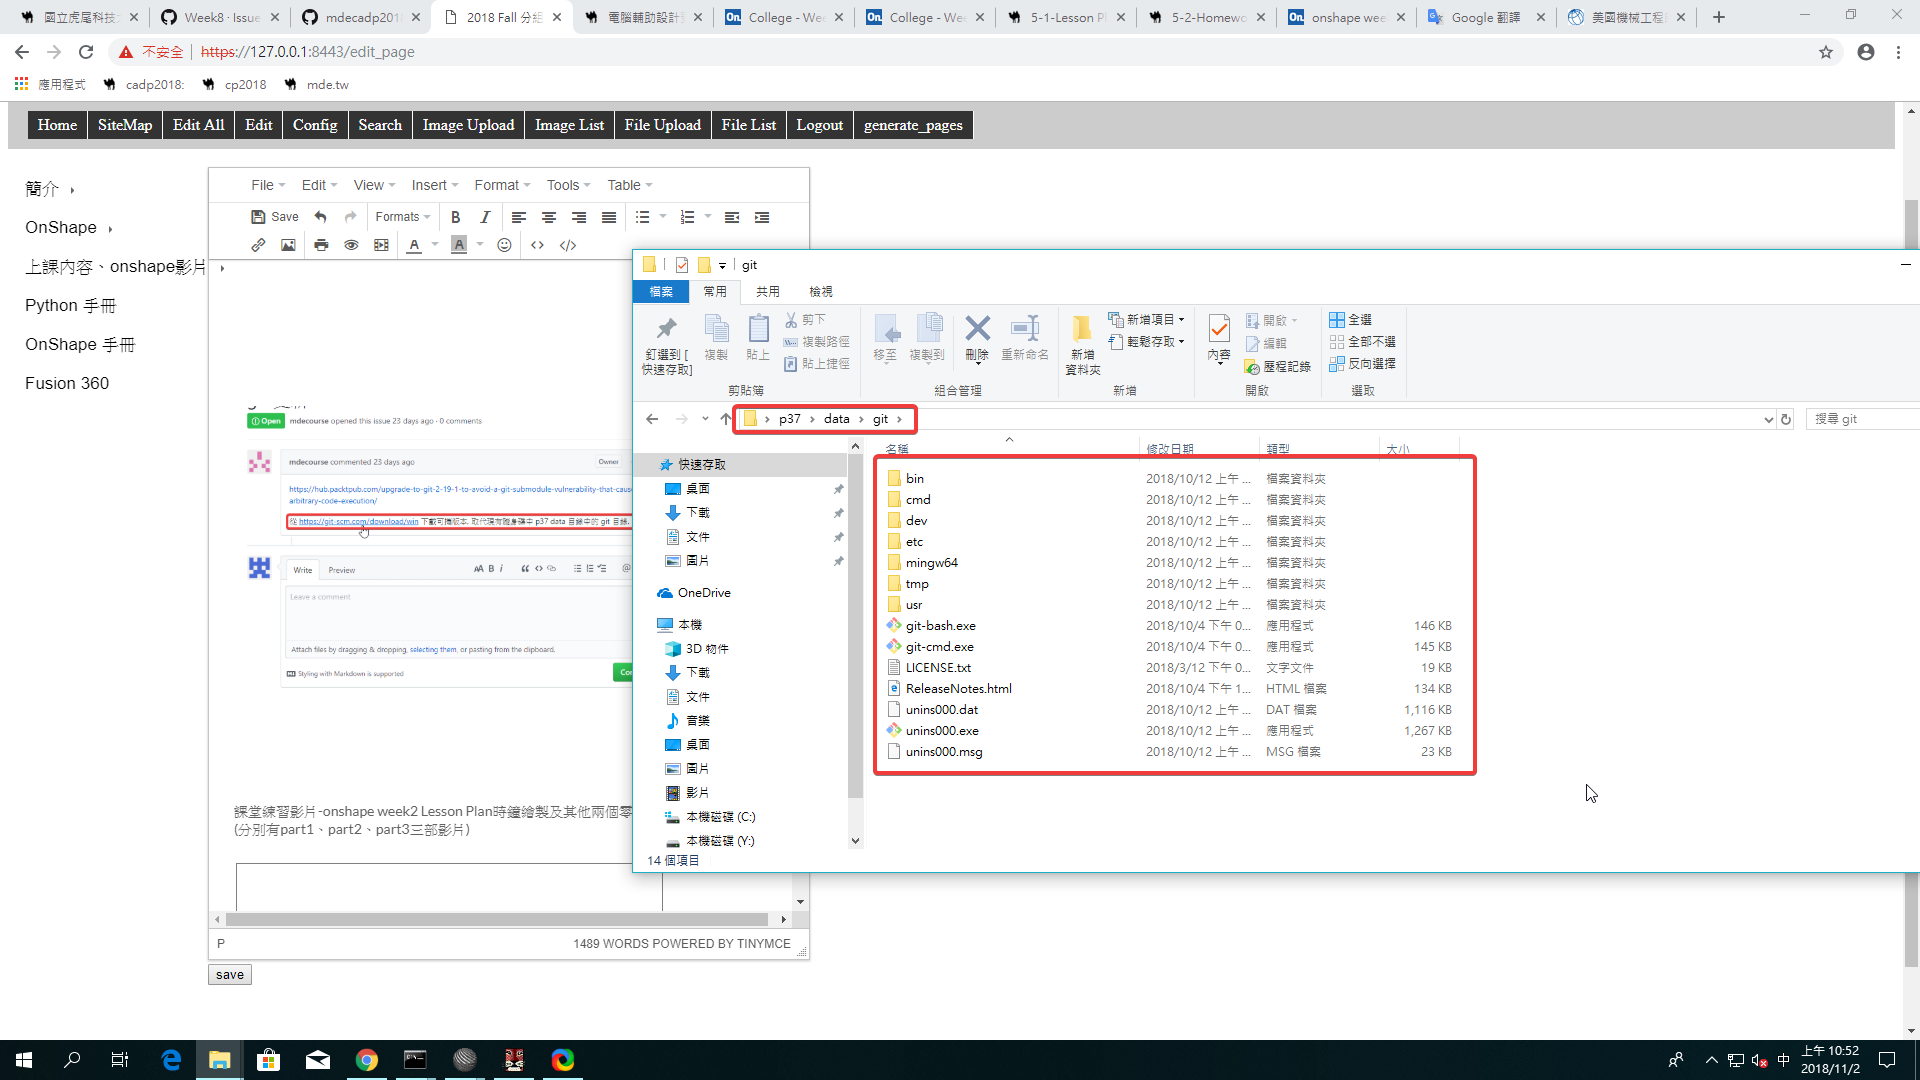 國立虎尾科技
Week8 · Issue
mdecadp201
2018 Fall 分組
電腦輔助設計
College - We
College - We
5-1-Lesson P
5-2-Homewo
onshape wee
Google 翻譯
美國機械工程
不安全
https://127.0.0.1:8443/edit_page
應用程式
cadp2018:
cp2018
mde.tw
Home
SiteMap
Edit All
Edit
Config
Search
Image Upload
Image List
File Upload
File List
Logout
generate_pages
簡介
OnShape
上課內容、onshape影片
Python 手冊
OnShape 手冊
Fusion 360
File
Edit
View
Insert
Format
Tools
Table
Save
Formats
Open
mdecourse opened this issue 23 days ago · 0 comments
mdecourse commented 23 days ago
Owner
https://hub.packtpub.com/upgrade-to-git-2-19-1-to-avoid-a-git-submodule-vulnerability-that-caus
arbitrary-code-execution/
從 https://git-scm.com/download/win 下載可攜版本, 取代現有隨身碟中 p37 data 目錄中的 git 目錄.
Write
Preview
Leave a comment
Attach files by dragging & dropping, selecting them, or pasting from the clipboard.
Styling with Markdown is supported
課堂練習影片-onshape week2 Lesson Plan時鐘繪製及其他兩個零
(分別有part1、part2、part3三部影片)
P
1489 WORDS POWERED BY TINYMCE
save
git
檔案
常用
共用
檢視
釘選到 [
快速存取]
複製
貼上
剪下
複製路徑
貼上捷徑
剪貼簿
移至
複製到
刪除
重新命名
組合管理
新增
資料夾
新增項目
輕鬆存取
新增
內容
開啟
編輯
歷程記錄
開啟
全選
全部不選
反向選擇
選取
p37
data
git
搜尋 git
快速存取
桌面
下載
文件
圖片
OneDrive
本機
3D 物件
下載
文件
音樂
桌面
圖片
影片
本機磁碟 (C:)
本機磁碟 (Y:)
14 個項目
名稱
修改日期
類型
大小
bin 2018/10/12 上午 ... 檔案資料夾
cmd 2018/10/12 上午 ... 檔案資料夾
dev 2018/10/12 上午 ... 檔案資料夾
etc 2018/10/12 上午 ... 檔案資料夾
mingw64 2018/10/12 上午 ... 檔案資料夾
tmp 2018/10/12 上午 ... 檔案資料夾
usr 2018/10/12 上午 ... 檔案資料夾
git-bash.exe 2018/10/4 下午 0... 應用程式 146 KB
git-cmd.exe 2018/10/4 下午 0... 應用程式 145 KB
LICENSE.txt 2018/3/12 下午 0... 文字文件 19 KB
ReleaseNotes.html 2018/10/4 下午 1... HTML 檔案 134 KB
unins000.dat 2018/10/12 上午 ... DAT 檔案 1,116 KB
unins000.exe 2018/10/12 上午 ... 應用程式 1,267 KB
unins000.msg 2018/10/12 上午 ... MSG 檔案 23 KB
中
上午 10:52
2018/11/2